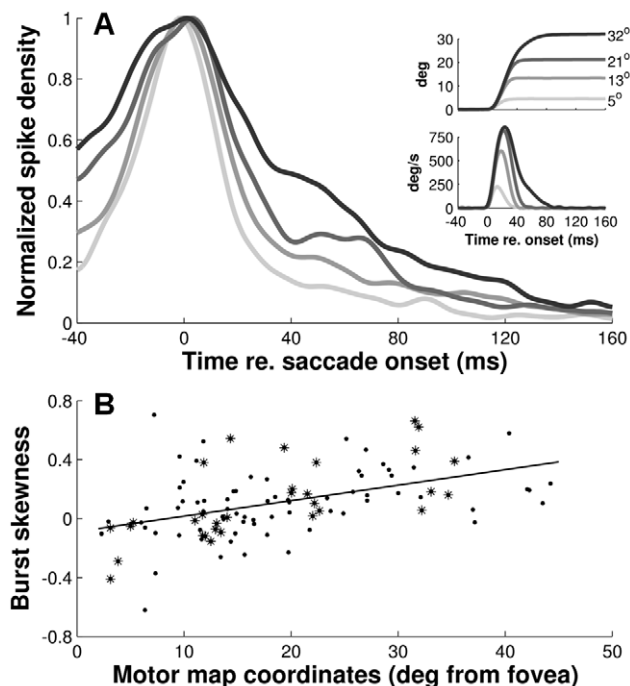 A
Normalized spike density
1
0.8
0.6
0.4
0.2
0
-40 0 40 80 120 160
Time re. saccade onset (ms)
deg
30
20
10
0
32°
21°
13°
5°
deg/s
750
500
250
0
-40 0 40 80 120 160
Time re. onset (ms)
B
Burst skewness
0.8
0.4
0
-0.4
-0.8
0 10 20 30 40 50
Motor map coordinates (deg from fovea)